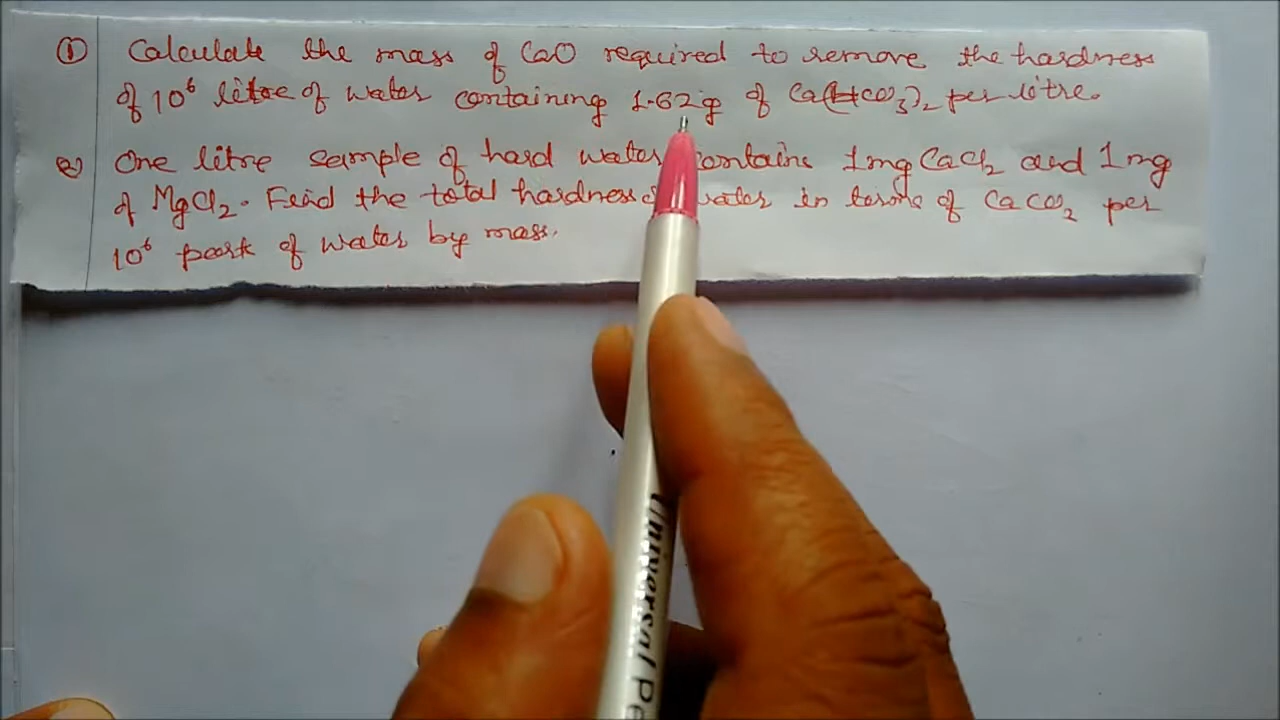 ① Calculate the mass of CaO required to remove the hardness
of 10⁶ litre of water containing 1.62g of Ca(HCO₃)₂ per litre.
② One litre sample of hard water contains 1mg CaCl₂ and 1mg
of MgCl₂. Find the total hardness of water in terms of CaCO₂ per
10⁶ part of water by mass.
Universal Pe